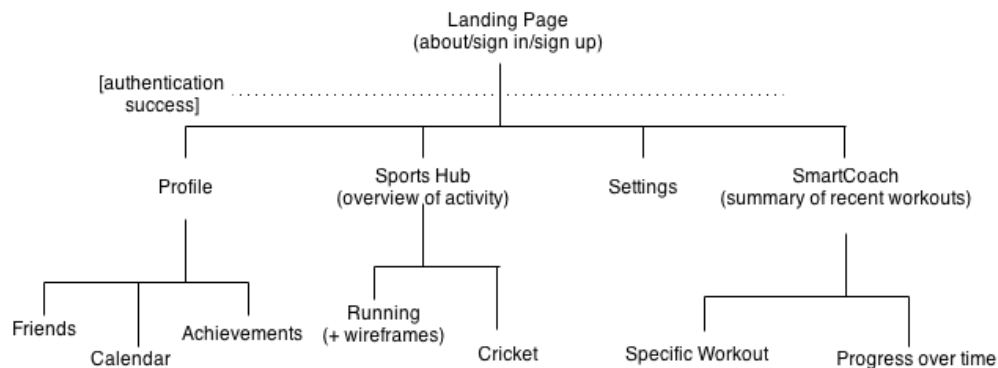 Landing Page
(about/sign in/sign up)
[authentication
success]
Profile
Sports Hub
(overview of activity)
Settings
SmartCoach
(summary of recent workouts)
Friends
Calendar
Achievements
Running
(+ wireframes)
Cricket
Specific Workout
Progress over time